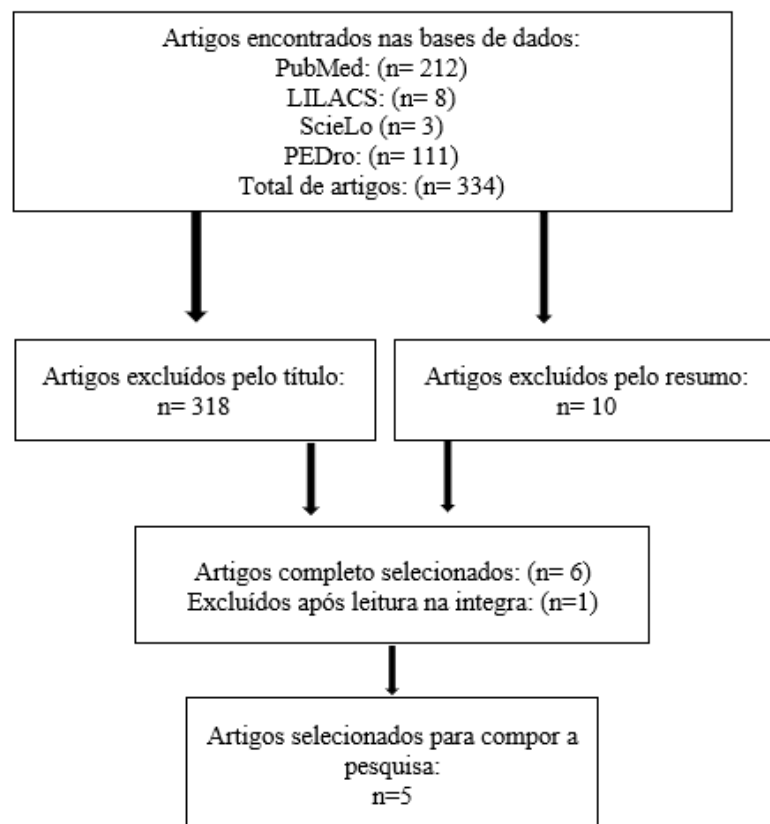 Artigos encontrados nas bases de dados:
PubMed: (n= 212)
LILACS: (n= 8)
ScieLo (n= 3)
PEDro: (n= 111)
Total de artigos: (n= 334)
Artigos excluídos pelo título:
n= 318
Artigos excluídos pelo resumo:
n= 10
Artigos completo selecionados: (n= 6)
Excluídos após leitura na integra: (n=1)
Artigos selecionados para compor a
pesquisa:
n=5